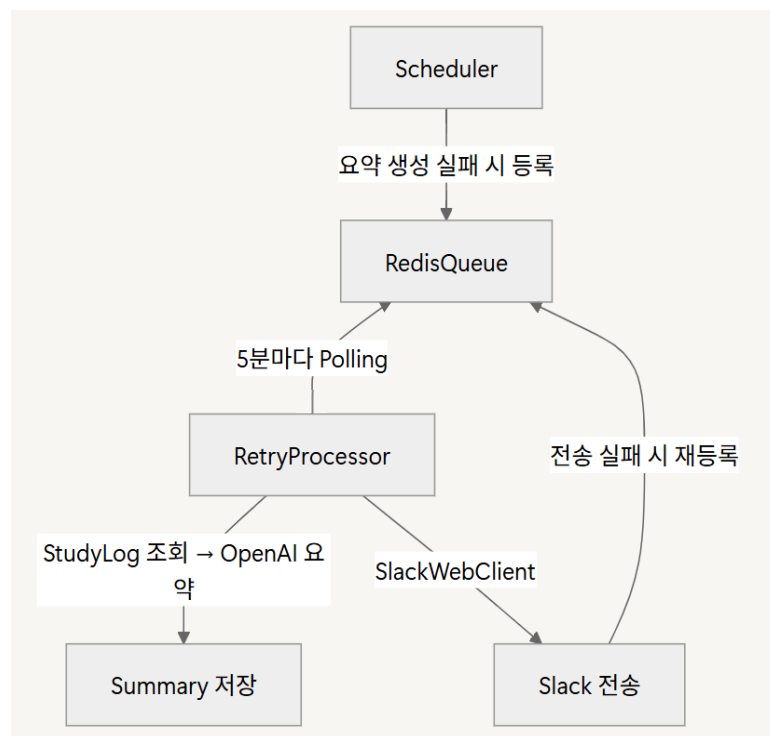 Scheduler
요약 생성 실패 시 등록
RedisQueue
5분마다 Polling
RetryProcessor
전송 실패 시 재등록
StudyLog 조회 → OpenAI 요
약
SlackWebClient
Summary 저장
Slack 전송